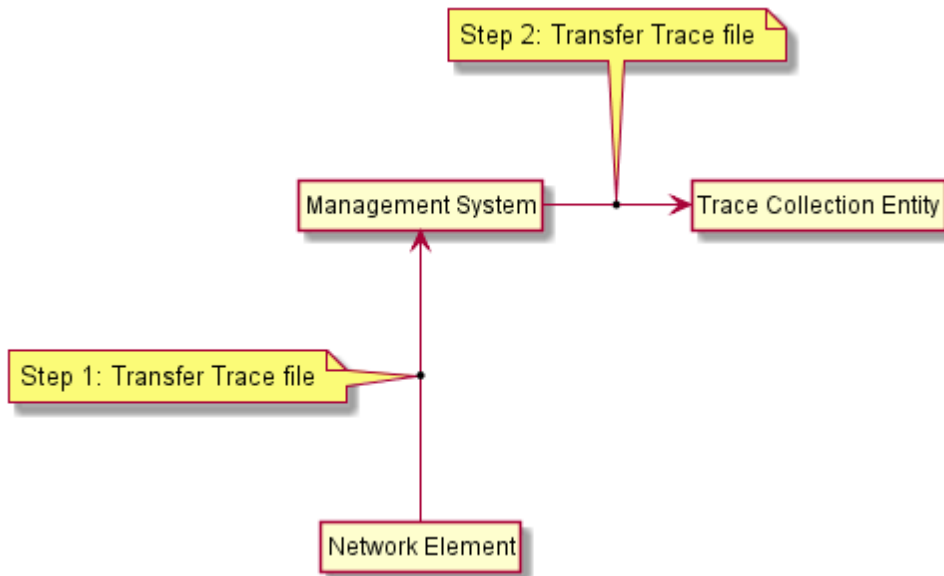 Step 2: Transfer Trace file
Management System
Trace Collection Entity
Step 1: Transfer Trace file
Network Element